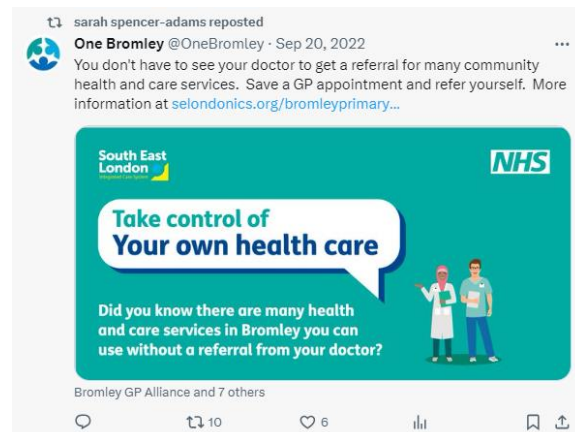 sarah spencer-adams reposted
One Bromley @OneBromley · Sep 20, 2022
You don't have to see your doctor to get a referral for many community
health and care services. Save a GP appointment and refer yourself. More
information at selondonics.org/bromleyprimary...
South East
London
Integrated Care System
NHS
Take control of
Your own health care
Did you know there are many health
and care services in Bromley you can
use without a referral from your doctor?
Bromley GP Alliance and 7 others
10
6